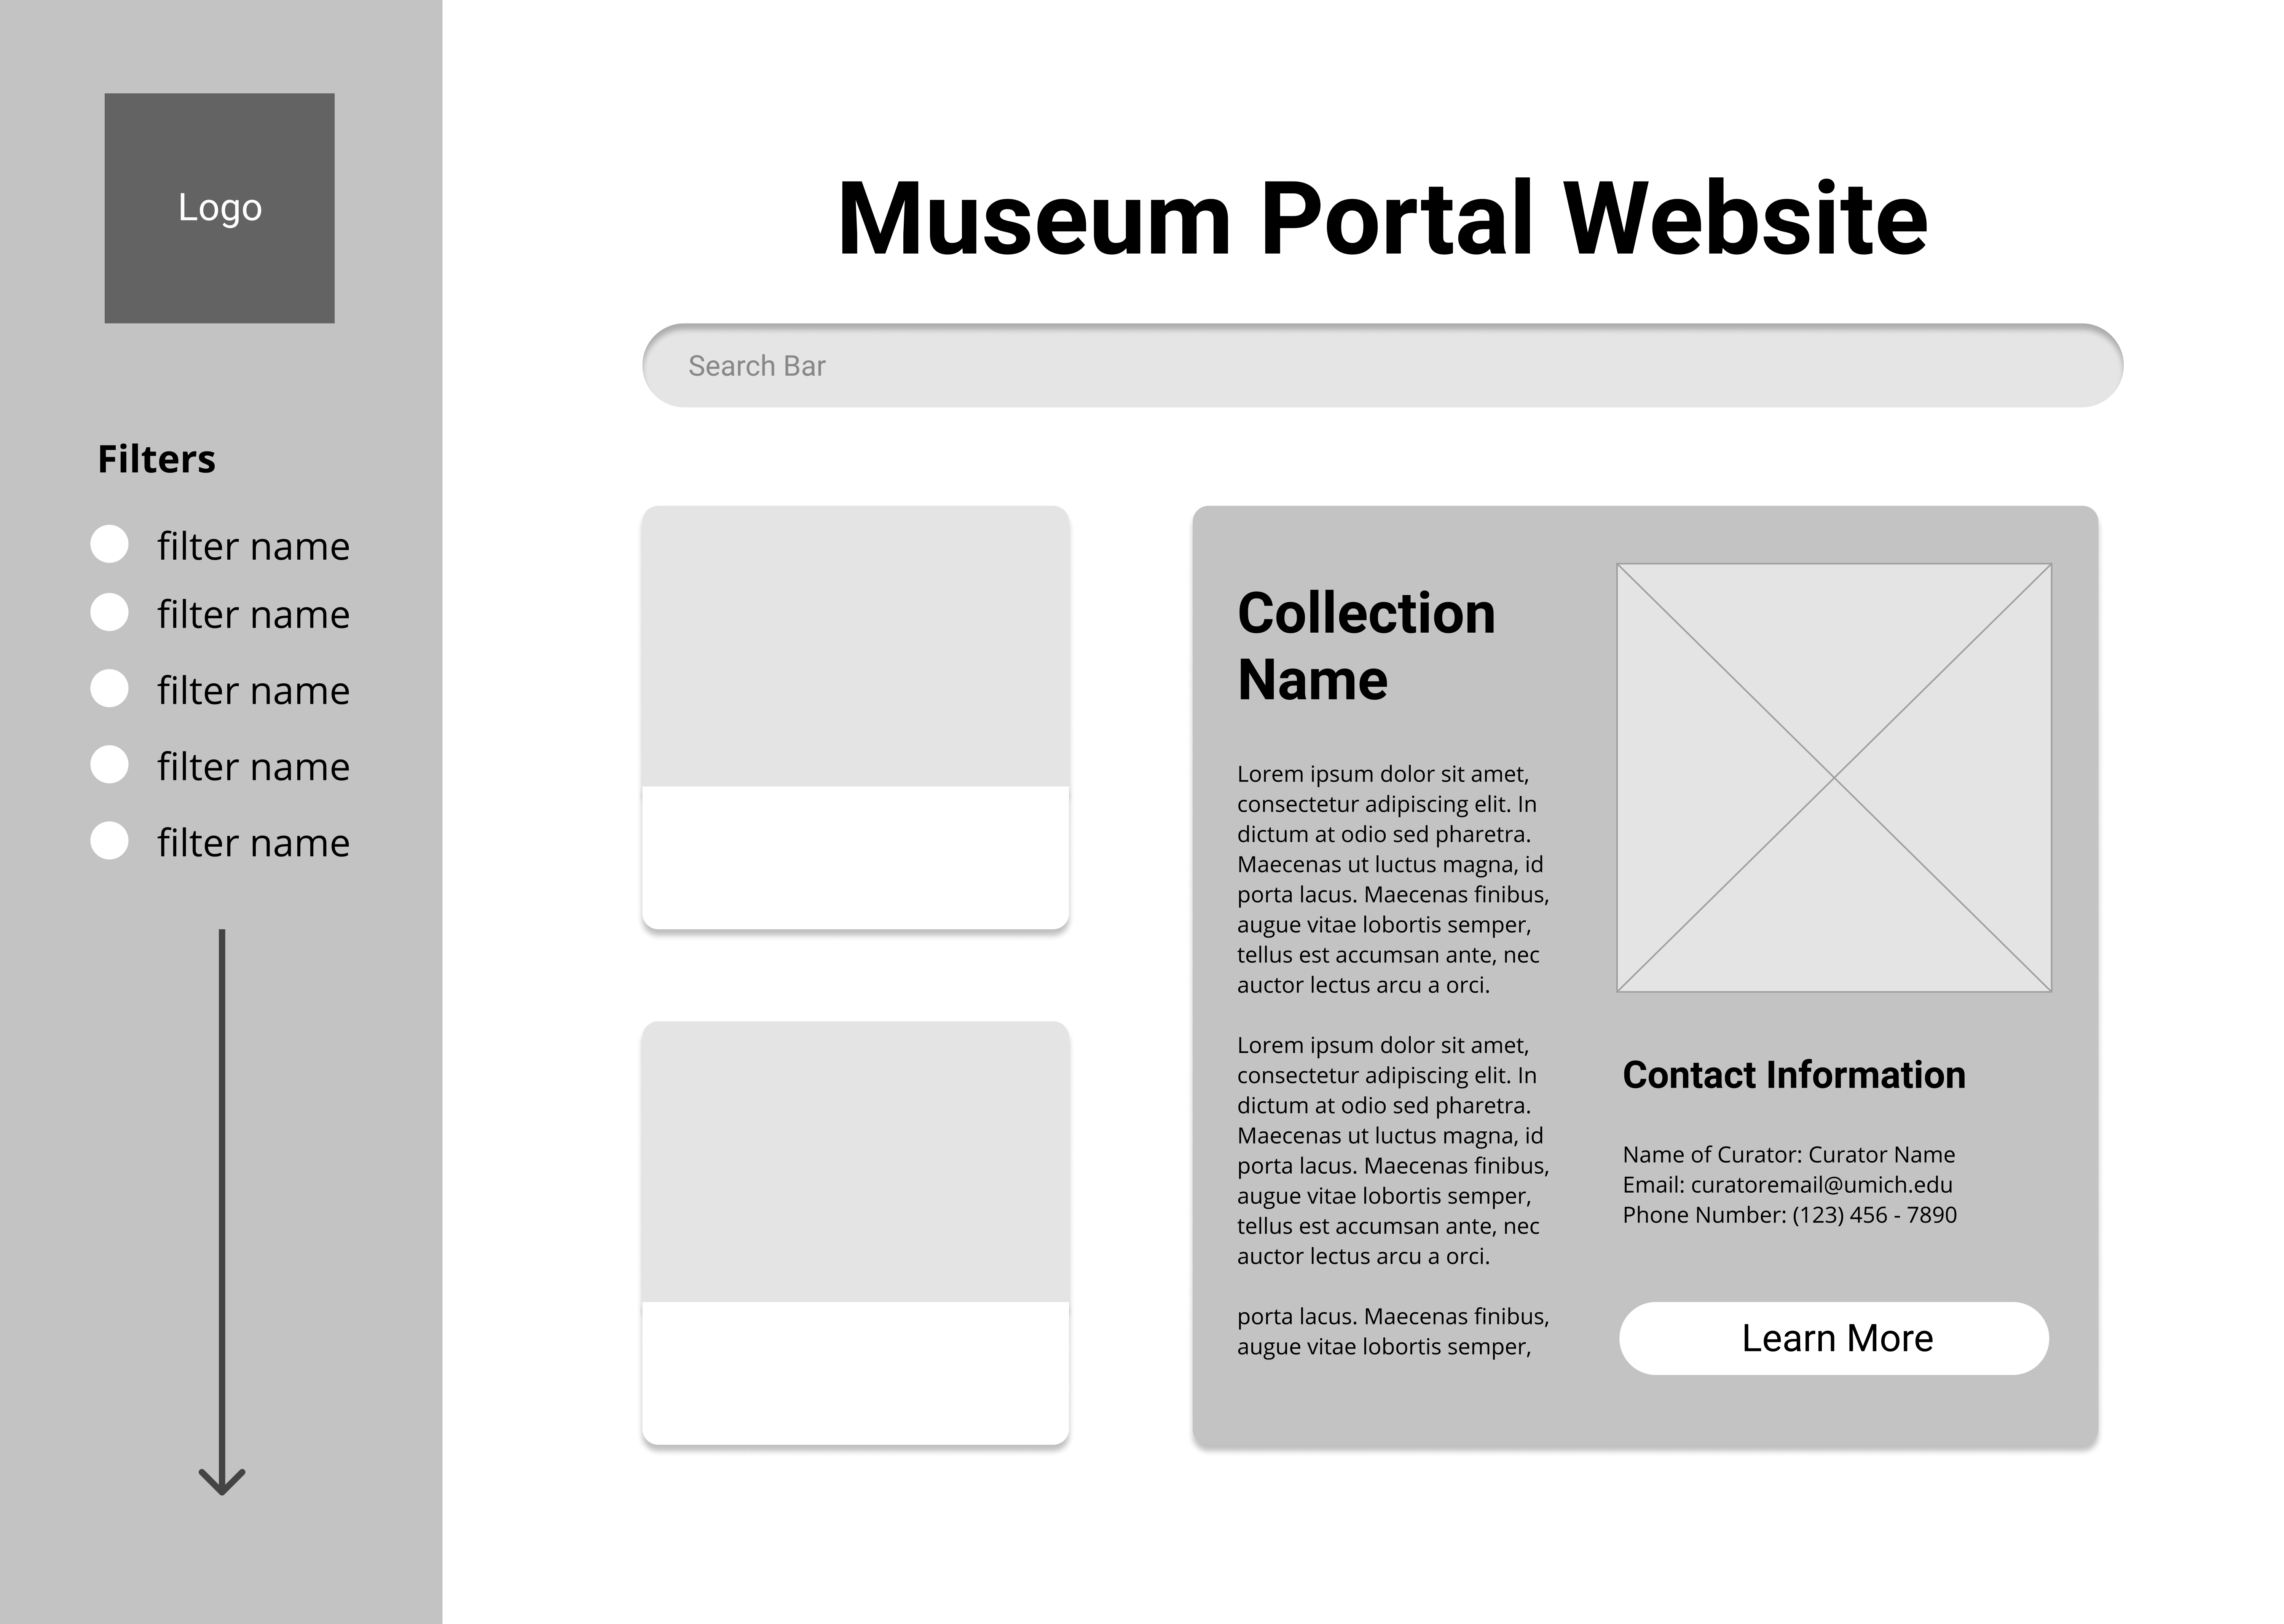 Logo
Filters
filter name
filter name
filter name
filter name
filter name
Museum Portal Website
Search Bar
Collection
Name
Lorem ipsum dolor sit amet,
consectetur adipiscing elit. In
dictum at odio sed pharetra.
Maecenas ut luctus magna, id
porta lacus. Maecenas finibus,
augue vitae lobortis semper,
tellus est accumsan ante, nec
auctor lectus arcu a orci.
Lorem ipsum dolor sit amet,
consectetur adipiscing elit. In
dictum at odio sed pharetra.
Maecenas ut luctus magna, id
porta lacus. Maecenas finibus,
augue vitae lobortis semper,
tellus est accumsan ante, nec
auctor lectus arcu a orci.
porta lacus. Maecenas finibus,
augue vitae lobortis semper,
Contact Information
Name of Curator: Curator Name
Email: curatoremail@umich.edu
Phone Number: (123) 456 - 7890
Learn More